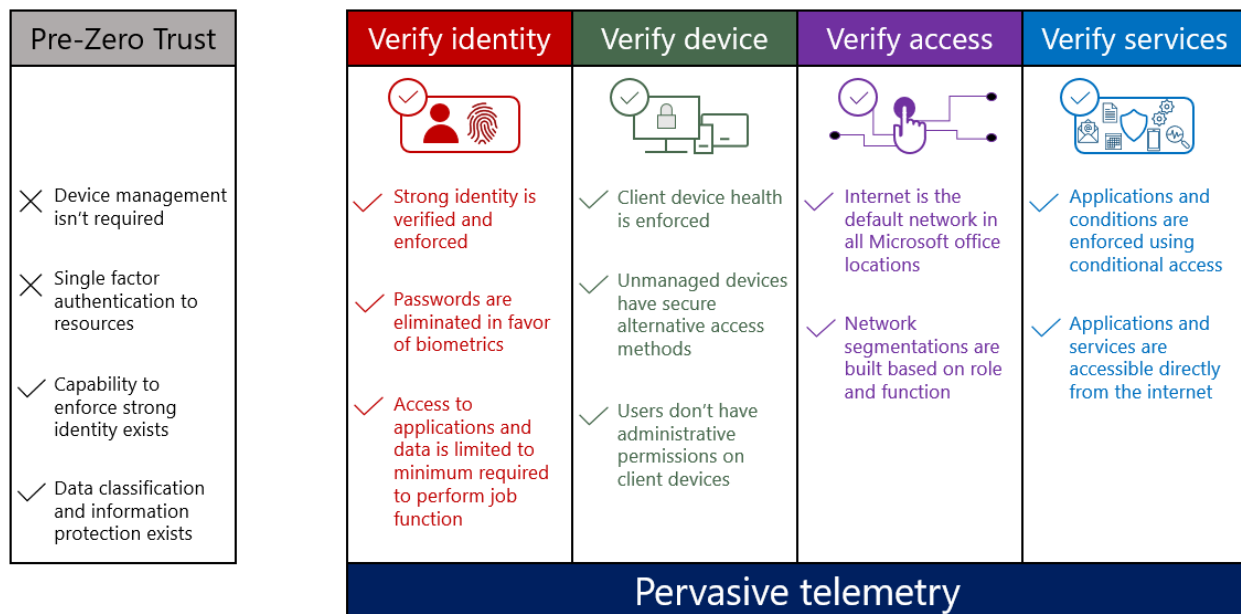 Pre-Zero Trust
Device management
isn't required
Single factor
authentication to
resources
Capability to
enforce strong
identity exists
Data classification
and information
protection exists
Verify identity
Strong identity is
verified and
enforced
Passwords are
eliminated in favor
of biometrics
Access to
applications and
data is limited to
minimum required
to perform job
function
Verify device
Client device health
is enforced
Unmanaged devices
have secure
alternative access
methods
Users don't have
administrative
permissions on
client devices
Verify access
Internet is the
default network in
all Microsoft office
locations
Network
segmentations are
built based on role
and function
Verify services
Applications and
conditions are
enforced using
conditional access
Applications and
services are
accessible directly
from the internet
Pervasive telemetry